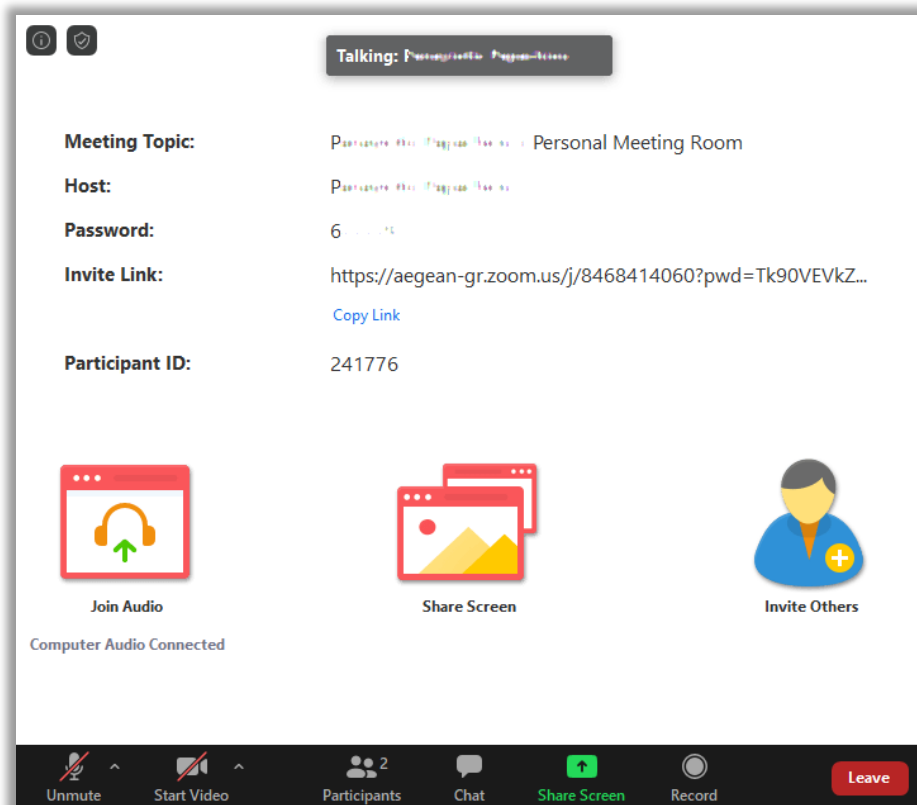 Talking:
Meeting Topic: Personal Meeting Room
Host:
Password: 6
Invite Link: https://aegean-gr.zoom.us/j/8468414060?pwd=Tk90VEVkZ...
Copy Link
Participant ID: 241776
Join Audio Share Screen Invite Others
Computer Audio Connected
2
Unmute Start Video Participants Chat Share Screen Record Leave